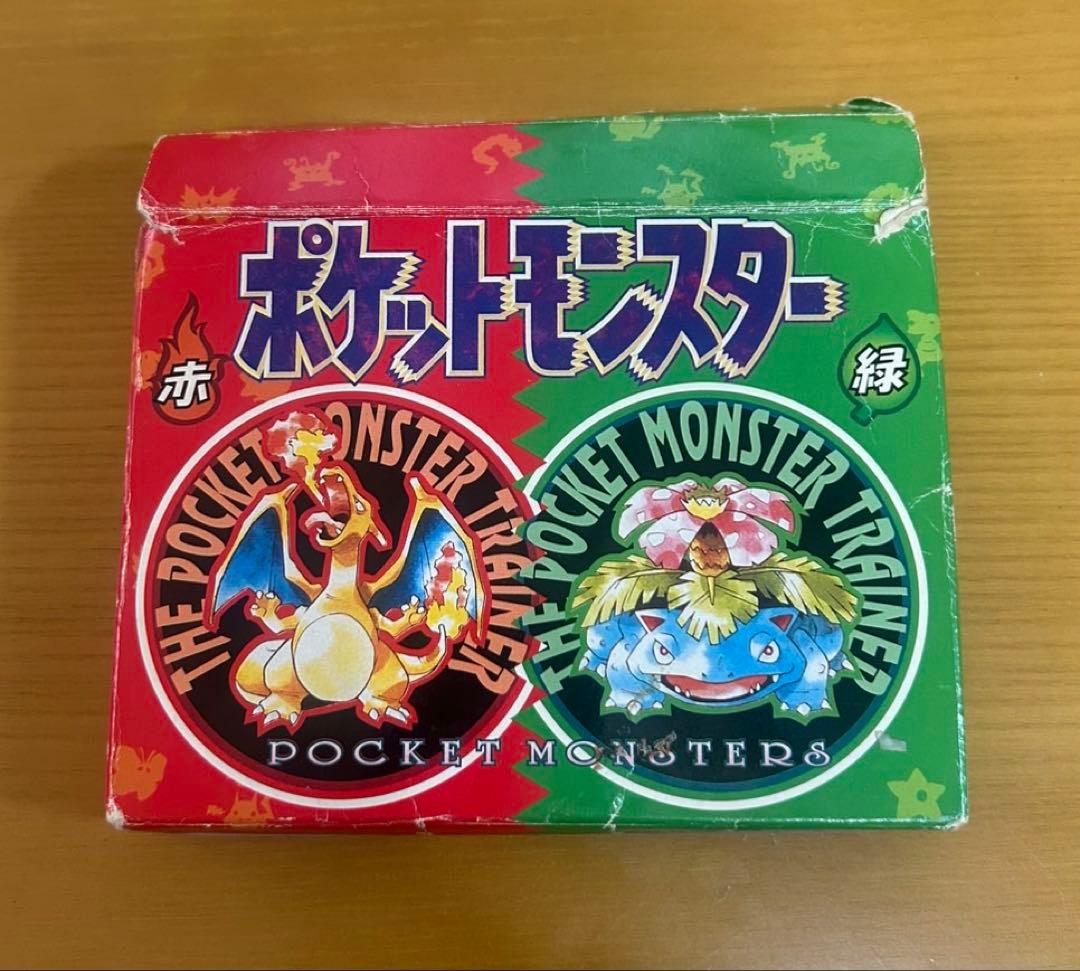 ポケットモンスター
赤
緑
THE POCKET MONSTER TRAINER
THE POCKET MONSTER TRAINER
POCKET MONSTERS